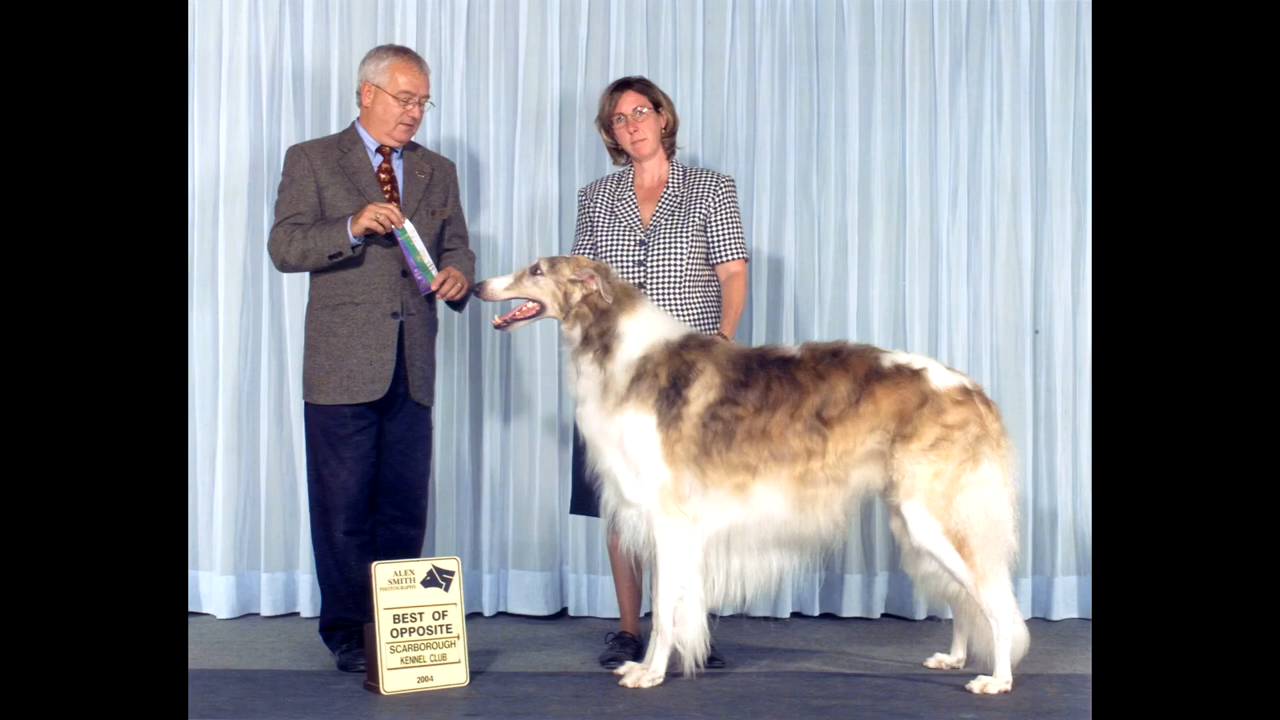 ALEX
SMITH
PHOTOGRAPHY
BEST OF
OPPOSITE
SCARBOROUGH
KENNEL CLUB
2004